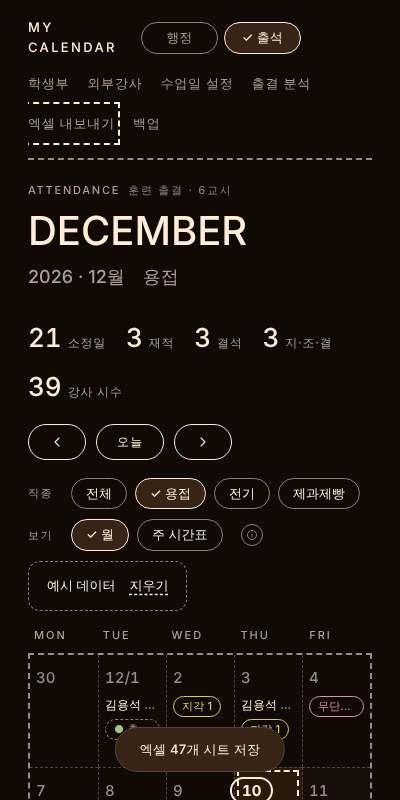 MY
CALENDAR
행정
출석
학생부 외부강사 수업일 설정 출결 분석
엑셀 내보내기 백업
ATTENDANCE 훈련 출결 · 6교시
DECEMBER
2026 · 12월 용접
21 소정일 3 재적 3 결석 3 지·조·결
39 강사 시수
오늘
직종 전체 용접 전기 제과제빵
보기 월 주 시간표
예시 데이터 지우기
MON TUE WED THU FRI
30 12/1 2 3 4
김용석 ... 지각 1 김용석 ... 무단...
엑셀 47개 시트 저장
7 8 9 10 11